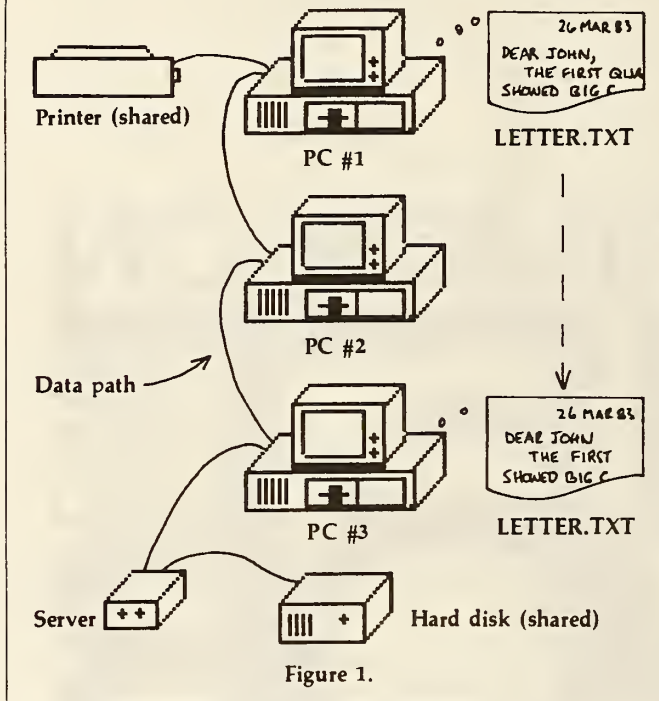 26 MAR 83
DEAR JOHN,
THE FIRST QUA
SHOWED BIG C
LETTER.TXT
Printer (shared)
PC #1
PC #2
Data path
26 MAR 83
DEAR JOHN
THE FIRST
SHOWED BIG C
LETTER.TXT
PC #3
Server
Hard disk (shared)
Figure 1.